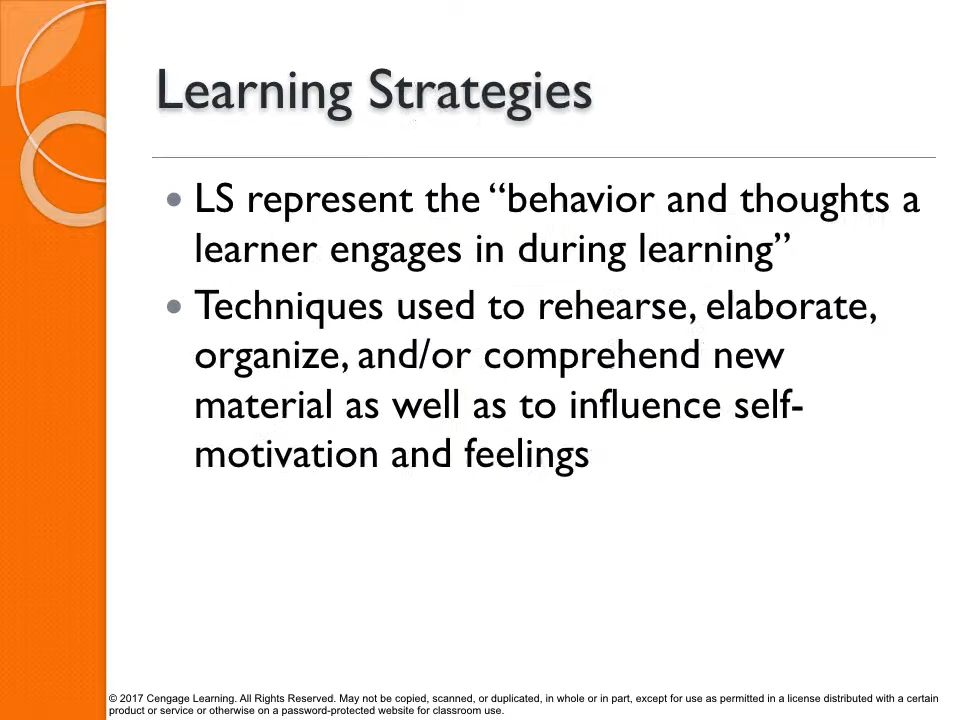 Learning Strategies
• LS represent the “behavior and thoughts a
learner engages in during learning”
• Techniques used to rehearse, elaborate,
organize, and/or comprehend new
material as well as to influence self-
motivation and feelings
© 2017 Cengage Learning. All Rights Reserved. May not be copied, scanned, or duplicated, in whole or in part, except for use as permitted in a license distributed with a certain
product or service or otherwise on a password-protected website for classroom use.